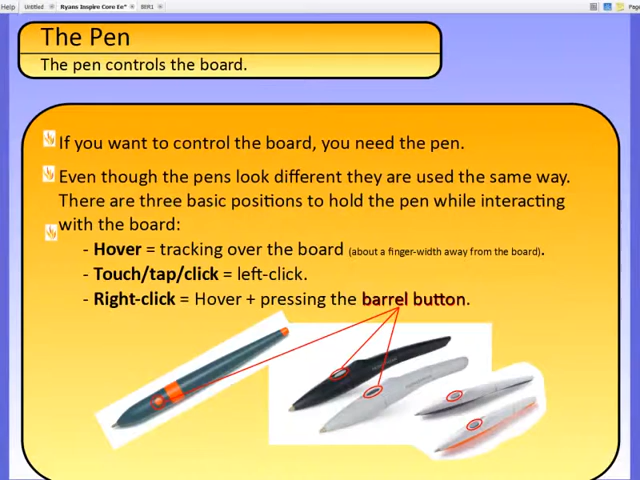 Help Untitled Ryans Inspire Core Ee* BER1
The Pen
The pen controls the board.
If you want to control the board, you need the pen.
Even though the pens look different they are used the same way.
There are three basic positions to hold the pen while interacting
with the board:
- Hover = tracking over the board (about a finger-width away from the board).
- Touch/tap/click = left-click.
- Right-click = Hover + pressing the barrel button.